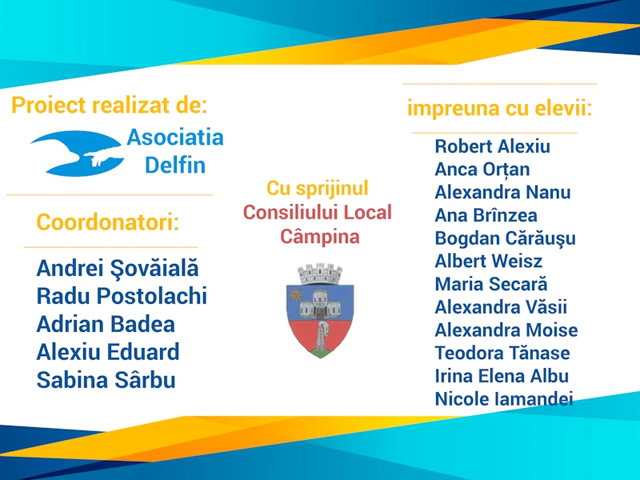 Proiect realizat de:
Asociatia
Delfin
Coordonatori:
Andrei Şovăială
Radu Postolachi
Adrian Badea
Alexiu Eduard
Sabina Sârbu
Cu sprijinul
Consiliului Local
Câmpina
impreuna cu elevii:
Robert Alexiu
Anca Orțan
Alexandra Nanu
Ana Brînzea
Bogdan Cărăuşu
Albert Weisz
Maria Secară
Alexandra Văsii
Alexandra Moise
Teodora Tănase
Irina Elena Albu
Nicole Iamandei